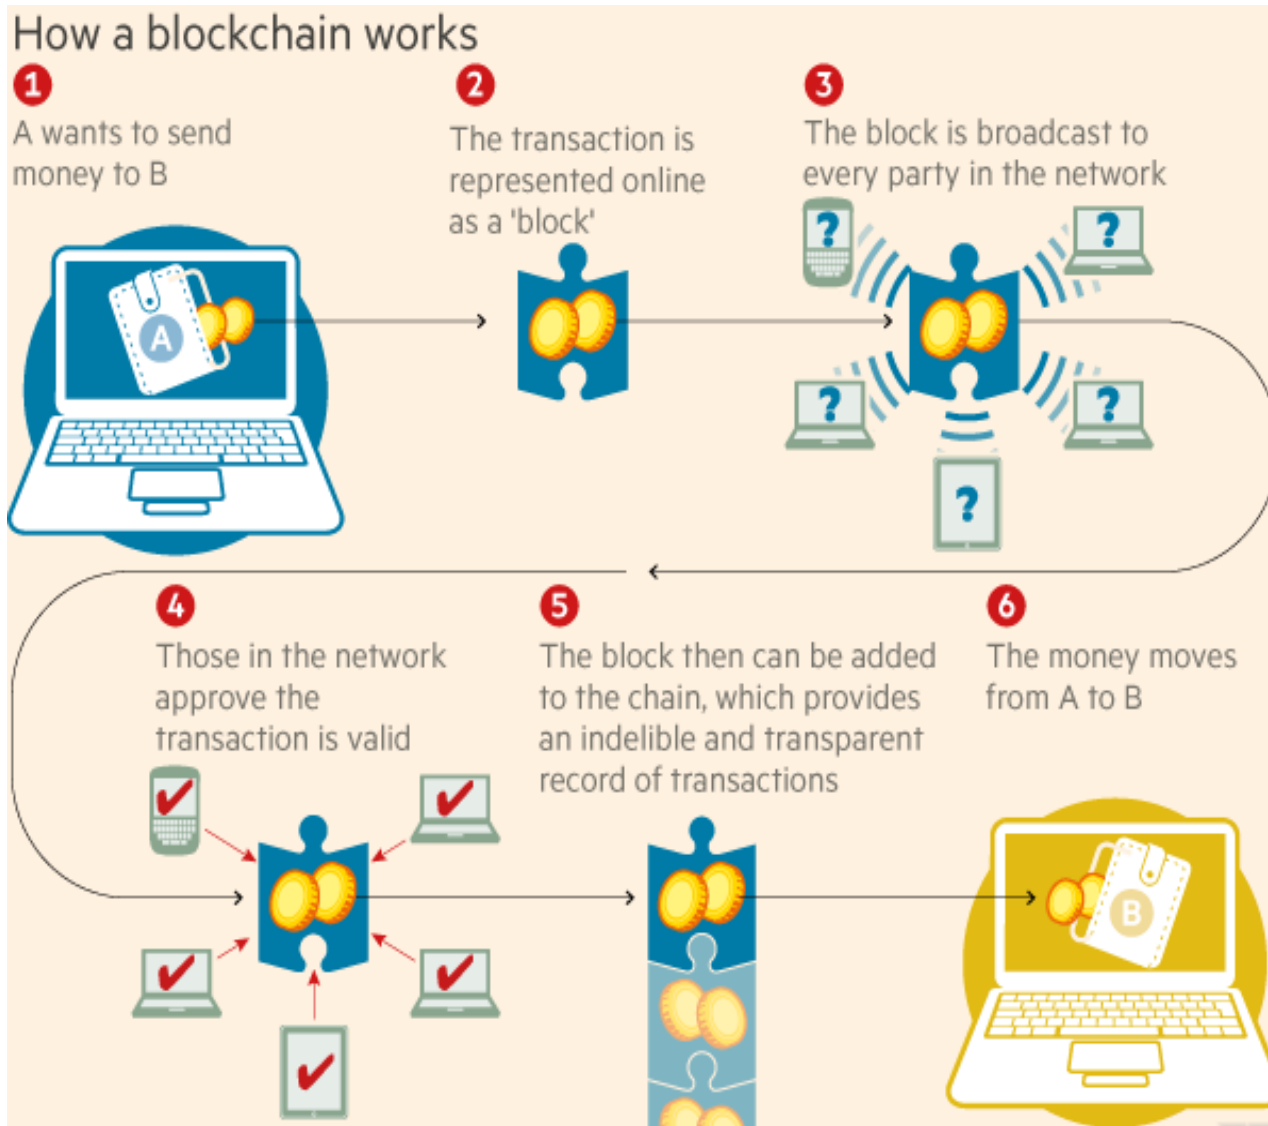 How a blockchain works
1
A wants to send
money to B
A
2
The transaction is
represented online
as a 'block'
3
The block is broadcast to
every party in the network
?
?
?
?
?
4
Those in the network
approve the
transaction is valid
5
The block then can be added
to the chain, which provides
an indelible and transparent
record of transactions
6
The money moves
from A to B
B